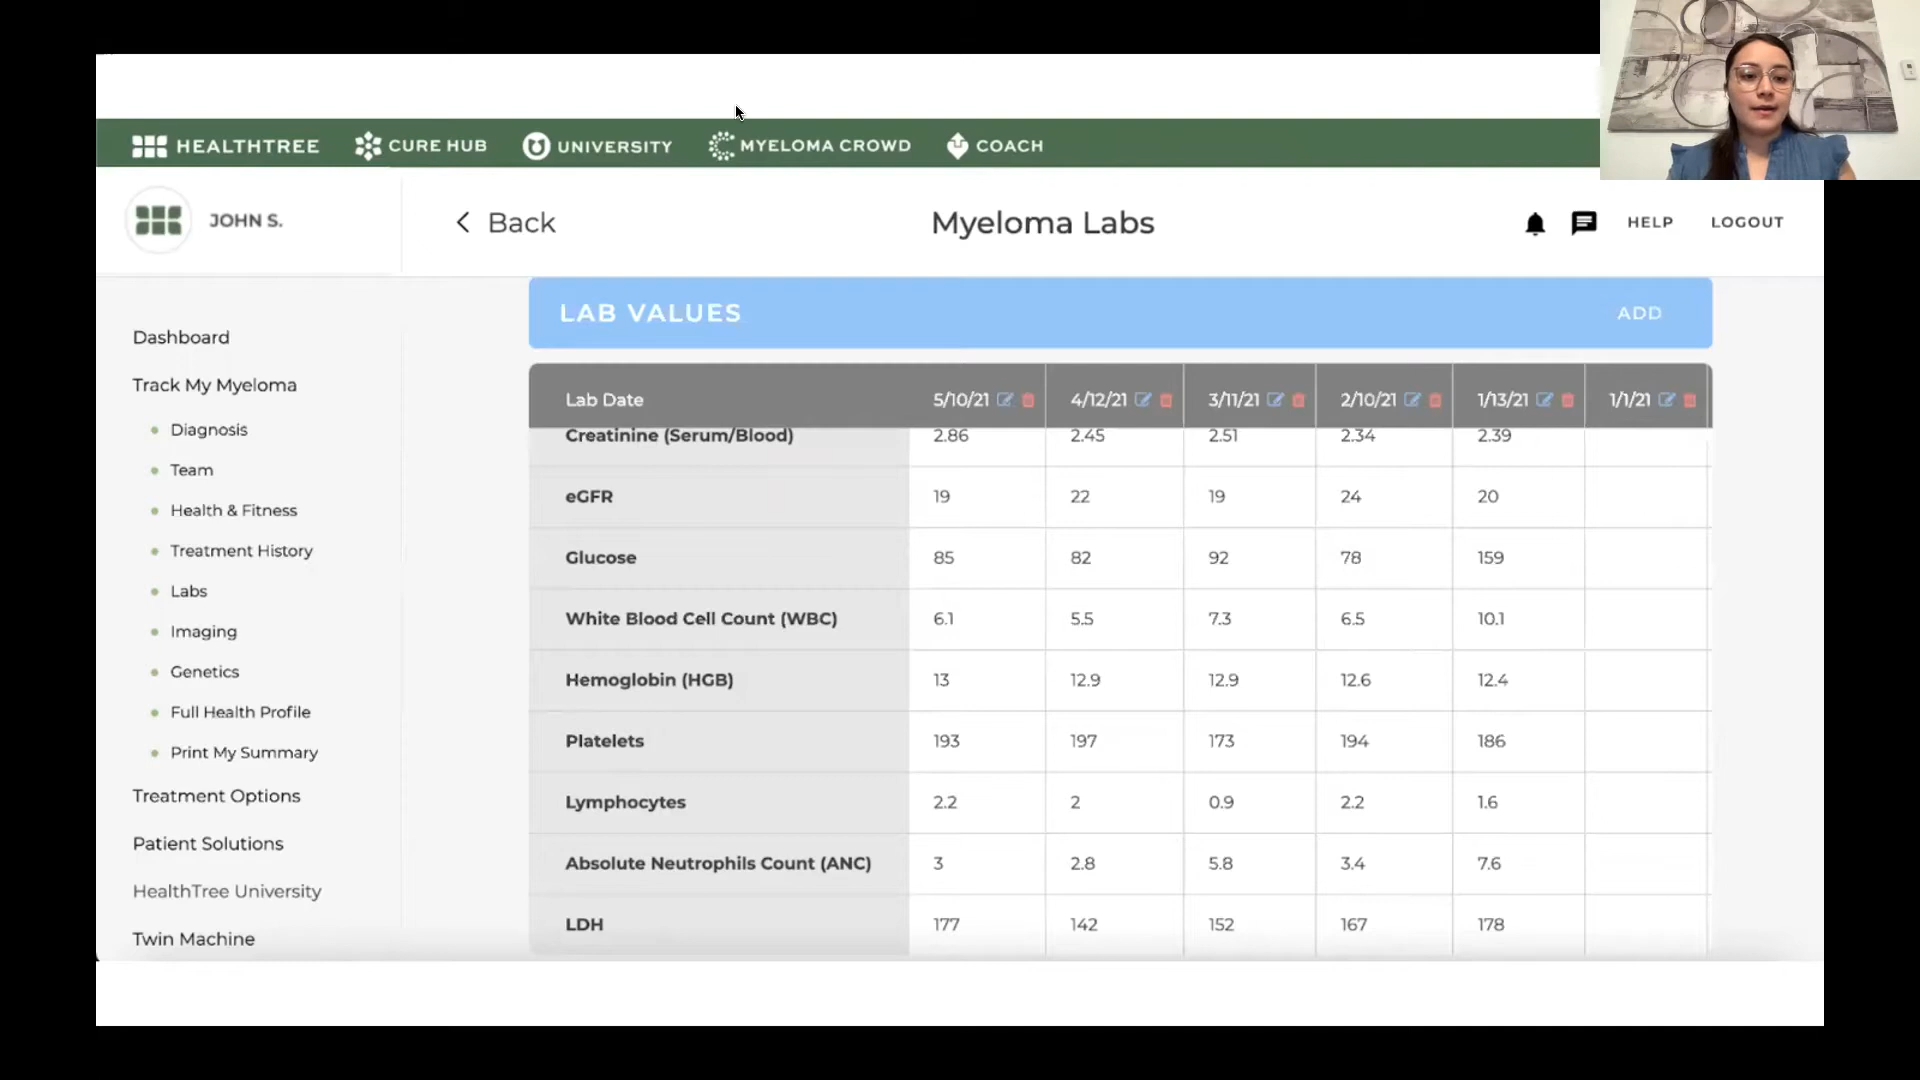 HEALTHTREE CURE HUB UNIVERSITY MYELOMA CROWD COACH
JOHN S.
Back
Myeloma Labs
HELP
LOGOUT
Dashboard
Track My Myeloma
Diagnosis
Team
Health & Fitness
Treatment History
Labs
Imaging
Genetics
Full Health Profile
Print My Summary
Treatment Options
Patient Solutions
HealthTree University
Twin Machine
LAB VALUES ADD
Lab Date 5/10/21 4/12/21 3/11/21 2/10/21 1/13/21 1/1/21
Creatinine (Serum/Blood) 2.86 2.45 2.51 2.34 2.39
eGFR 19 22 19 24 20
Glucose 85 82 92 78 159
White Blood Cell Count (WBC) 6.1 5.5 7.3 6.5 10.1
Hemoglobin (HGB) 13 12.9 12.9 12.6 12.4
Platelets 193 197 173 194 186
Lymphocytes 2.2 2 0.9 2.2 1.6
Absolute Neutrophils Count (ANC) 3 2.8 5.8 3.4 7.6
LDH 177 142 152 167 178